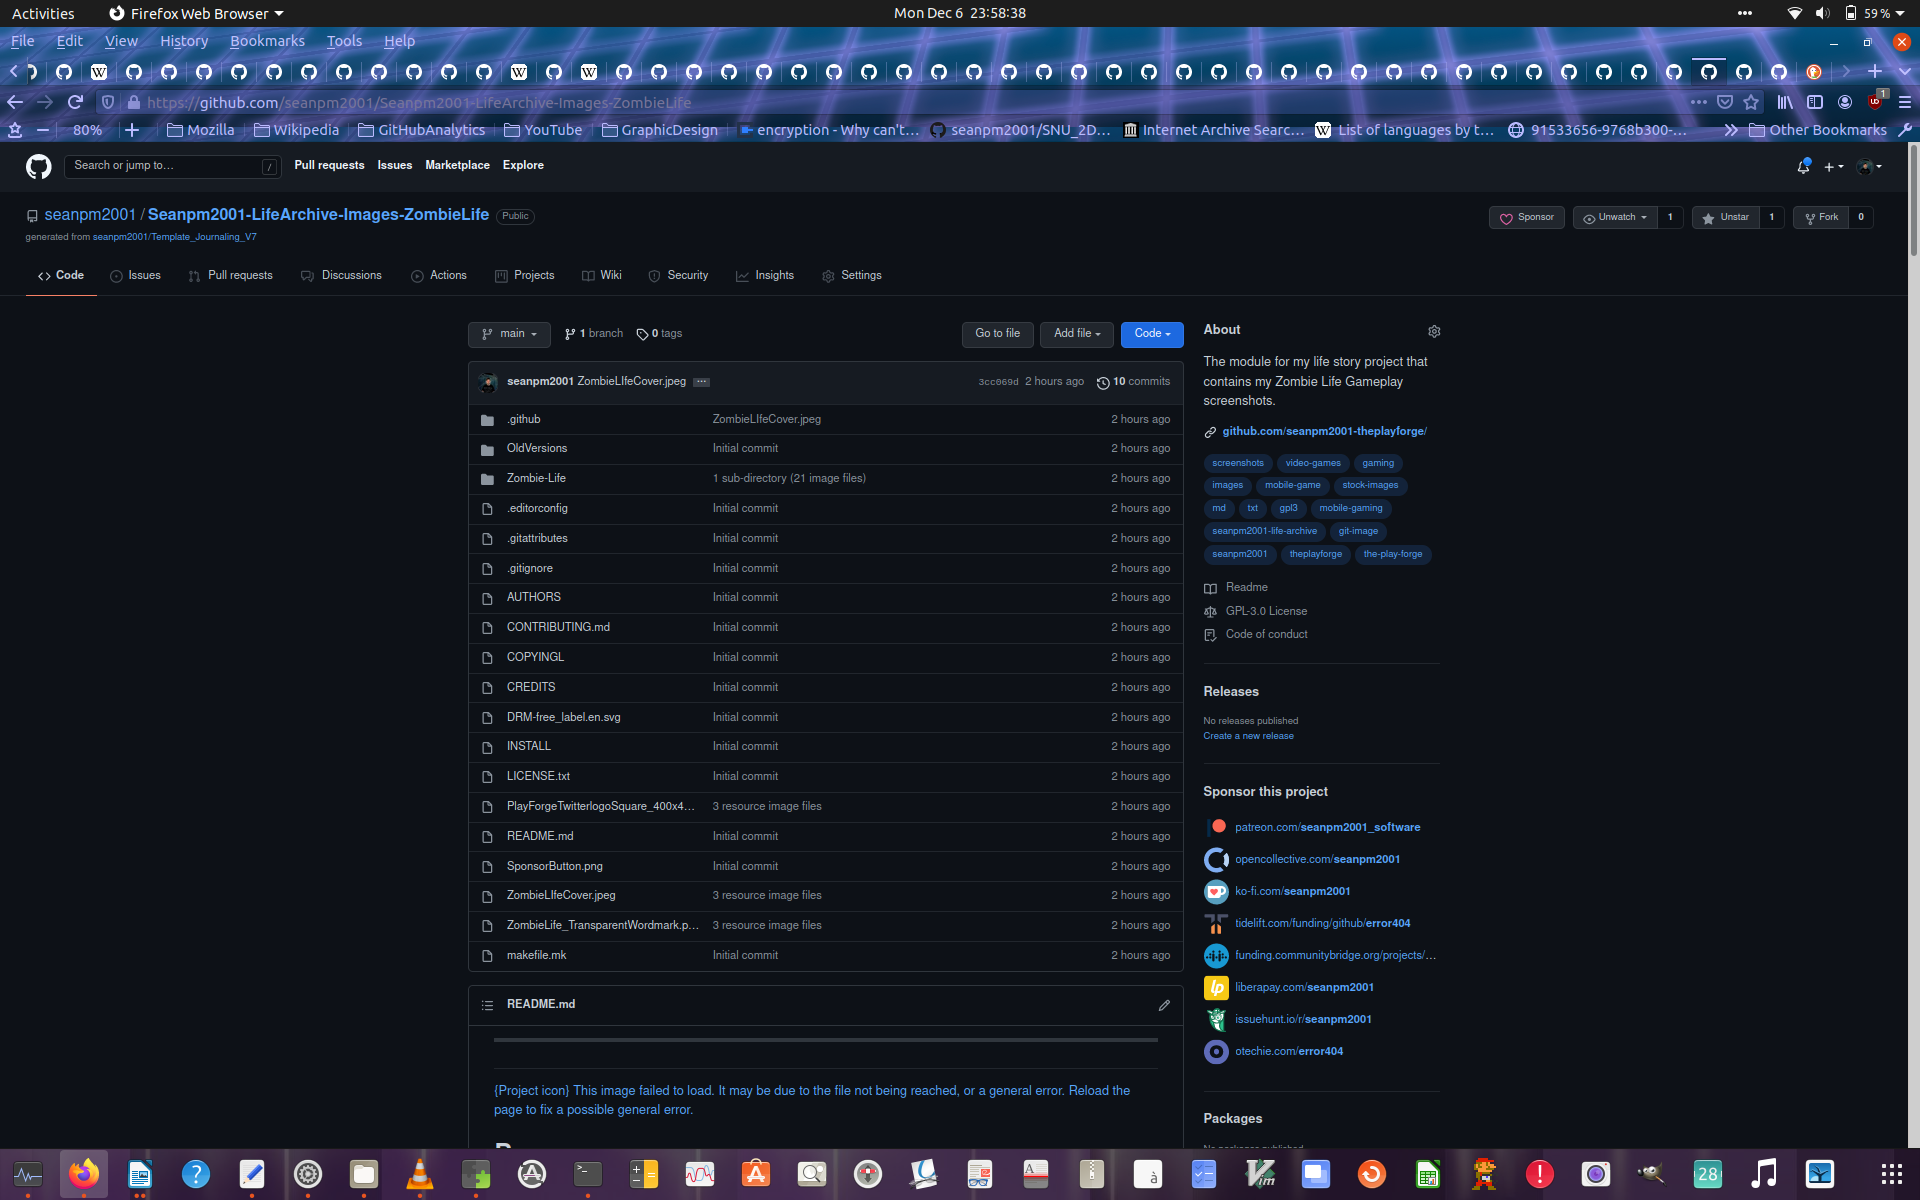 Activities Firefox Web Browser Mon Dec 6 23:58:38 59 %
File Edit View History Bookmarks Tools Help
https://github.com/seanpm2001/Seanpm2001-LifeArchive-Images-ZombieLife 1
80% Mozilla Wikipedia GitHubAnalytics YouTube GraphicDesign encryption - Why can't… seanpm2001/SNU_2D… Internet Archive Searc… List of languages by t… 91533656-9768b300-… Other Bookmarks
Search or jump to… / Pull requests Issues Marketplace Explore
seanpm2001 / Seanpm2001-LifeArchive-Images-ZombieLife Public Sponsor Unwatch 1 Unstar 1 Fork 0
generated from seanpm2001/Template_Journaling_V7
Code Issues Pull requests Discussions Actions Projects Wiki Security Insights Settings
main 1 branch 0 tags Go to file Add file Code
seanpm2001 ZombieLIfeCover.jpeg 3cc069d 2 hours ago 10 commits
.github ZombieLIfeCover.jpeg 2 hours ago
OldVersions Initial commit 2 hours ago
Zombie-Life 1 sub-directory (21 image files) 2 hours ago
.editorconfig Initial commit 2 hours ago
.gitattributes Initial commit 2 hours ago
.gitignore Initial commit 2 hours ago
AUTHORS Initial commit 2 hours ago
CONTRIBUTING.md Initial commit 2 hours ago
COPYINGL Initial commit 2 hours ago
CREDITS Initial commit 2 hours ago
DRM-free_label.en.svg Initial commit 2 hours ago
INSTALL Initial commit 2 hours ago
LICENSE.txt Initial commit 2 hours ago
PlayForgeTwitterlogoSquare_400x4… 3 resource image files 2 hours ago
README.md Initial commit 2 hours ago
SponsorButton.png Initial commit 2 hours ago
ZombieLIfeCover.jpeg 3 resource image files 2 hours ago
ZombieLife_TransparentWordmark.p… 3 resource image files 2 hours ago
makefile.mk Initial commit 2 hours ago
README.md
{Project icon} This image failed to load. It may be due to the file not being reached, or a general error. Reload the
page to fix a possible general error.
About
The module for my life story project that
contains my Zombie Life Gameplay
screenshots.
github.com/seanpm2001-theplayforge/
screenshots video-games gaming
images mobile-game stock-images
md txt gpl3 mobile-gaming
seanpm2001-life-archive git-image
seanpm2001 theplayforge the-play-forge
Readme
GPL-3.0 License
Code of conduct
Releases
No releases published
Create a new release
Sponsor this project
patreon.com/seanpm2001_software
opencollective.com/seanpm2001
ko-fi.com/seanpm2001
tidelift.com/funding/github/error404
funding.communitybridge.org/projects/…
liberapay.com/seanpm2001
issuehunt.io/r/seanpm2001
otechie.com/error404
Packages
28